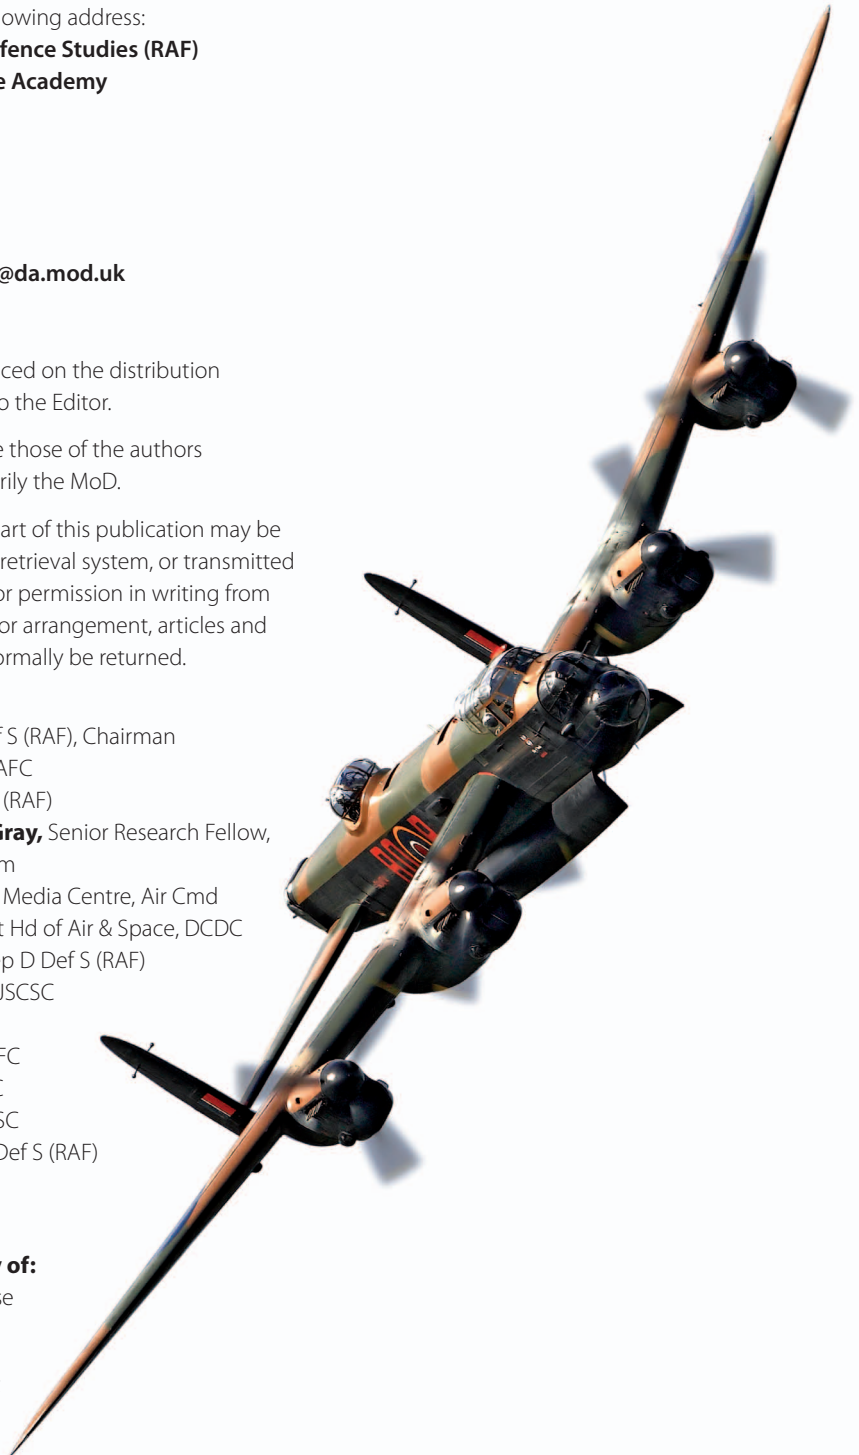 lowing address:
fence Studies (RAF)
e Academy
@da.mod.uk
ced on the distribution
o the Editor.
e those of the authors
rily the MoD.
art of this publication may be
retrieval system, or transmitted
or permission in writing from
or arrangement, articles and
ormally be returned.
f S (RAF), Chairman
AFC
(RAF)
Gray, Senior Research Fellow,
m
Media Centre, Air Cmd
t Hd of Air & Space, DCDC
p D Def S (RAF)
JSCSC
FC
C
SC
Def S (RAF)
y of:
se